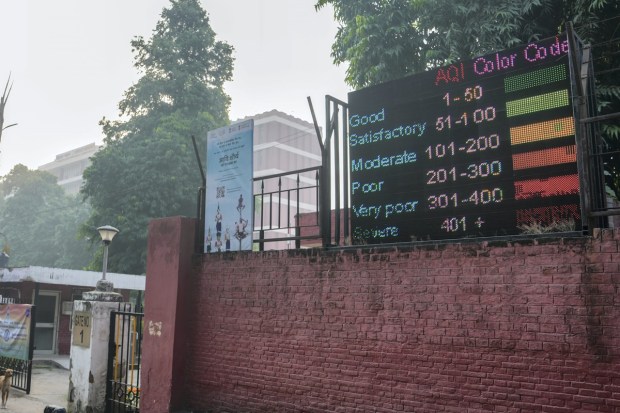 AQI Color Code
Good 1-50
Satisfactory 51-100
Moderate 101-200
Poor 201-300
Very poor 301-400
Severe 401 +
1